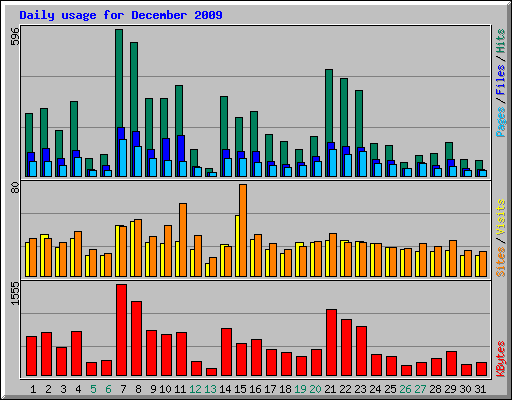 Daily usage for December 2009
596
Pages / Files / Hits
80
Sites / Visits
1555
KBytes
1 2 3 4 5 6 7 8 9 10 11 12 13 14 15 16 17 18 19 20 21 22 23 24 25 26 27 28 29 30 31